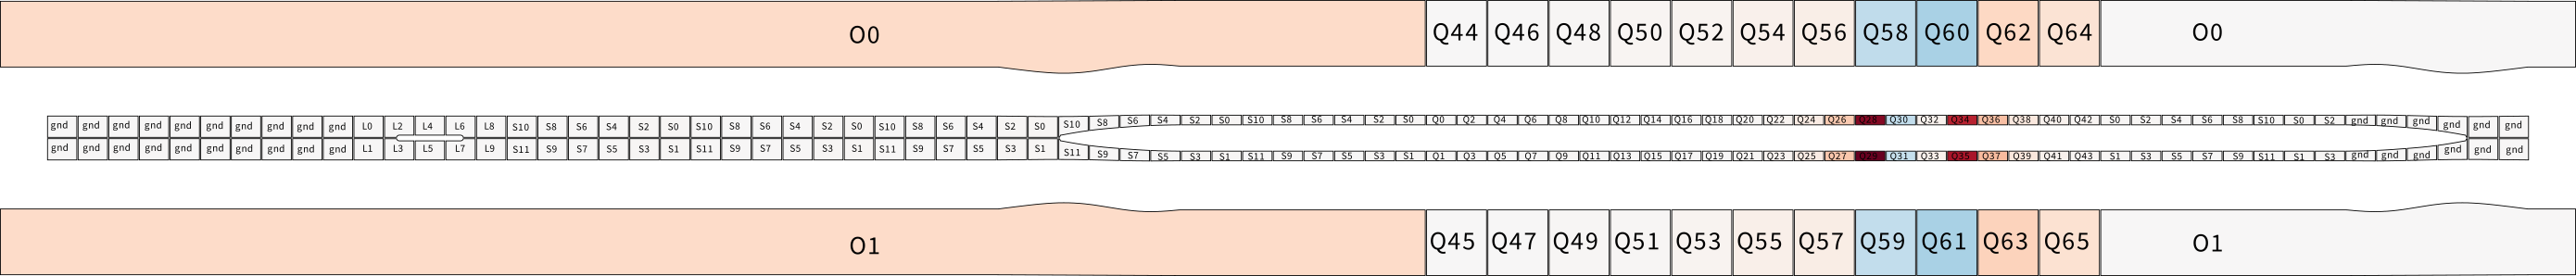 O0 Q44 Q46 Q48 Q50 Q52 Q54 Q56 Q58 Q60 Q62 Q64 O0
gnd gnd gnd gnd gnd gnd gnd gnd gnd gnd L0 L2 L4 L6 L8 S10 S8 S6 S4 S2 S0 S10 S8 S6 S4 S2 S0 S10 S8 S6 S4 S2 S0 S10 S8 S6 S4 S2 S0 S10 S8 S6 S4 S2 S0 Q0 Q2 Q4 Q6 Q8 Q10 Q12 Q14 Q16 Q18 Q20 Q22 Q24 Q26 Q28 Q30 Q32 Q34 Q36 Q38 Q40 Q42 S0 S2 S4 S6 S8 S10 S0 S2 gnd gnd gnd gnd gnd gnd
gnd gnd gnd gnd gnd gnd gnd gnd gnd gnd L1 L3 L5 L7 L9 S11 S9 S7 S5 S3 S1 S11 S9 S7 S5 S3 S1 S11 S9 S7 S5 S3 S1 S11 S9 S7 S5 S3 S1 S11 S9 S7 S5 S3 S1 Q1 Q3 Q5 Q7 Q9 Q11 Q13 Q15 Q17 Q19 Q21 Q23 Q25 Q27 Q29 Q31 Q33 Q35 Q37 Q39 Q41 Q43 S1 S3 S5 S7 S9 S11 S1 S3 gnd gnd gnd gnd gnd gnd
O1 Q45 Q47 Q49 Q51 Q53 Q55 Q57 Q59 Q61 Q63 Q65 O1